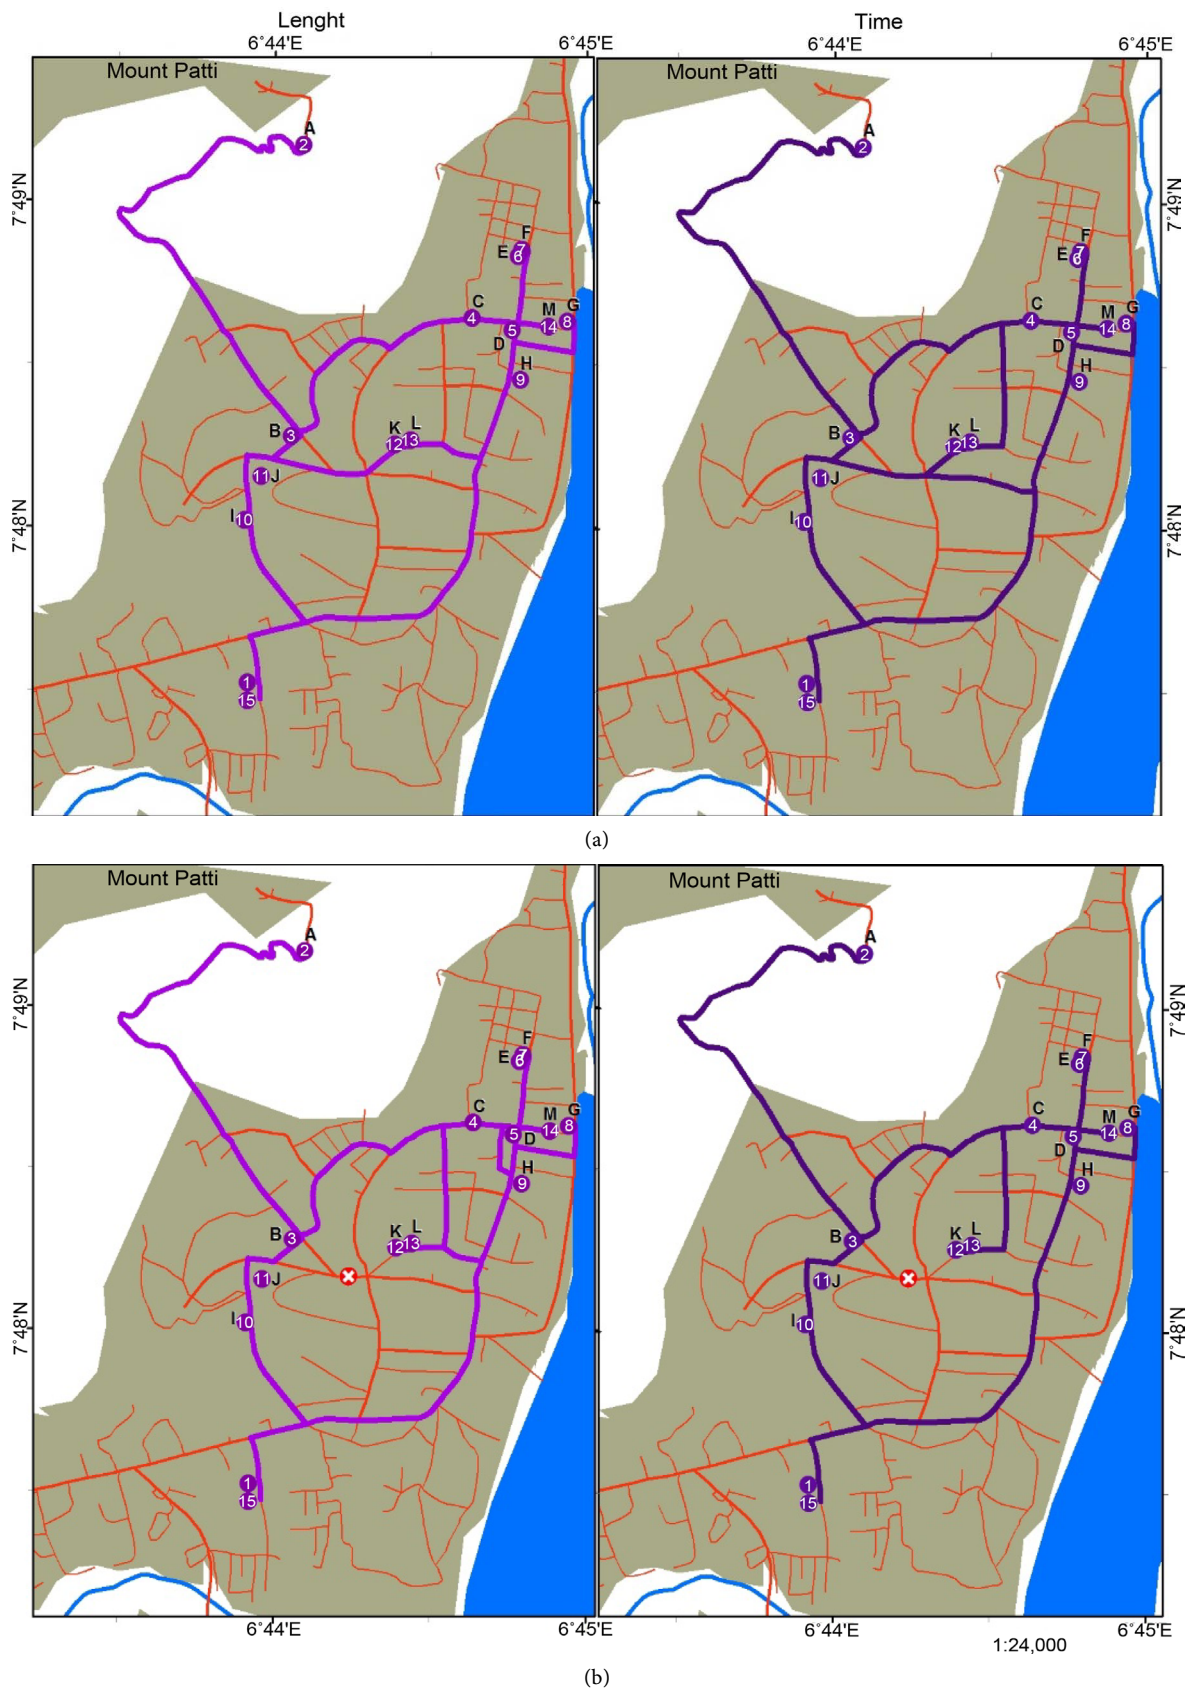 Lenght Time
6°44'E 6°45'E 6°44'E 6°45'E
Mount Patti Mount Patti
A A
2 2
7°49'N 7°49'N
F F
7 7
E 6 E 6
C M G C M G
4 5 14 8 4 5 14 8
D D
H H
9 9
B 3 K L B 3 K L
12 13 12 13
11 J 11 J
I 10 I 10
7°48'N 7°48'N
1 1
15 15
(a)
Mount Patti Mount Patti
A A
2 2
7°49'N 7°49'N
F F
7 7
E 6 E 6
C M G C M G
4 5 D 14 8 4 5 14 8
D
H H
9 9
B 3 K L B 3 K L
12 13 12 13
11 J 11 J
I 10 I 10
7°48'N 7°48'N
1 1
15 15
6°44'E 6°45'E 6°44'E 6°45'E
1:24,000
(b)